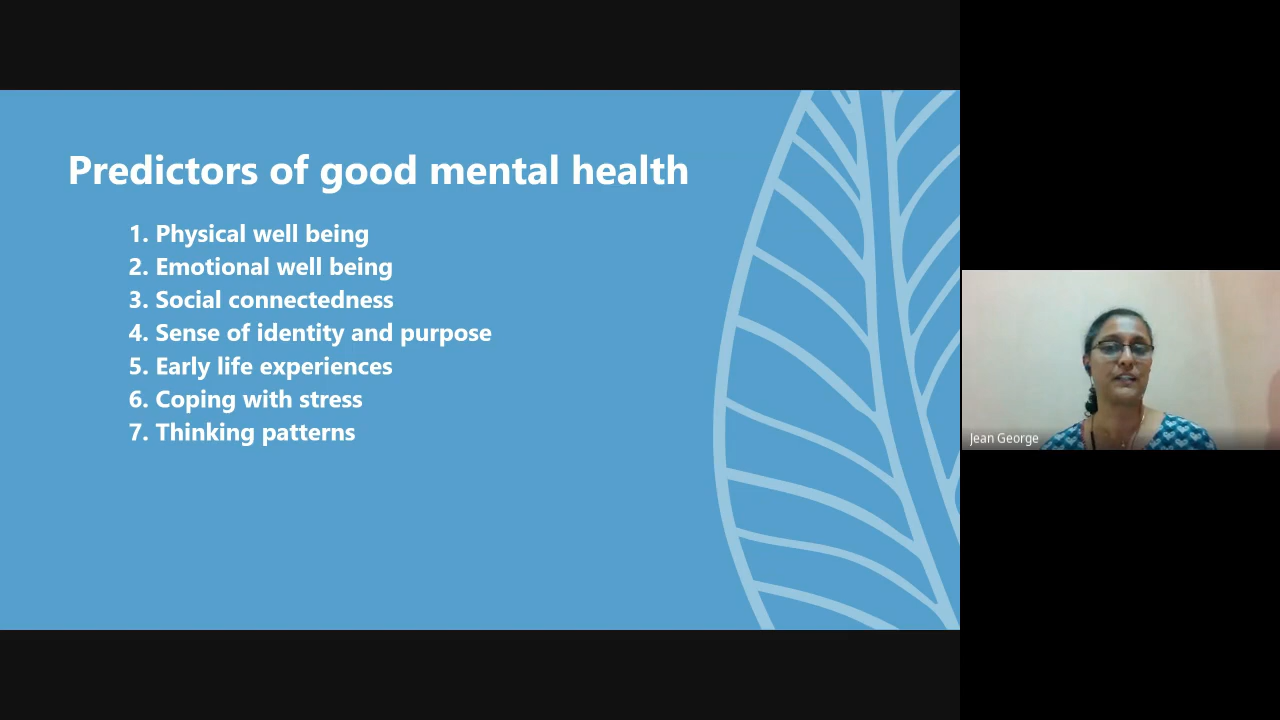 Predictors of good mental health
1. Physical well being
2. Emotional well being
3. Social connectedness
4. Sense of identity and purpose
5. Early life experiences
6. Coping with stress
7. Thinking patterns
Jean George